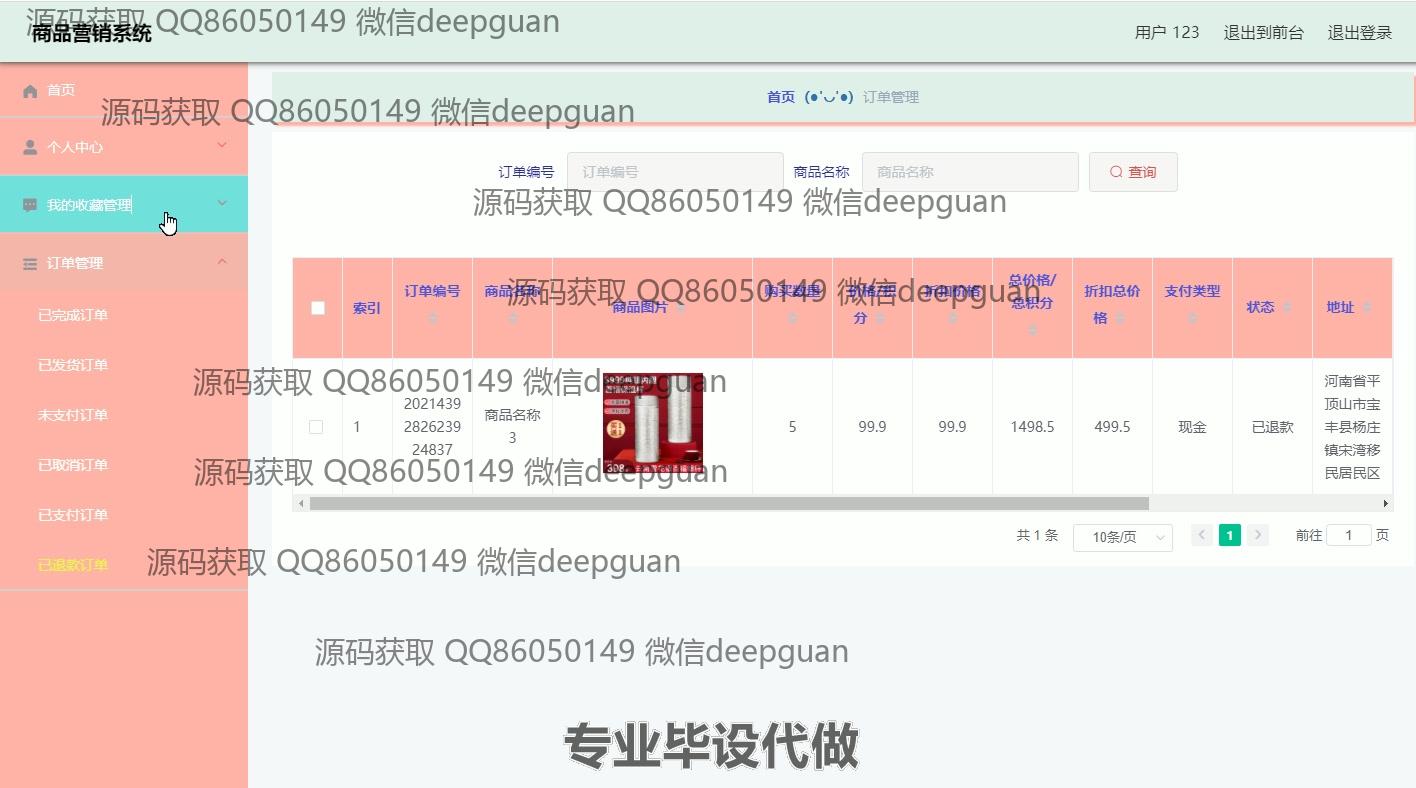 源码获取 QQ86050149 微信deepguan
商品营销系统
用户 123 退出到前台 退出登录
首页
源码获取 QQ86050149 微信deepguan
首页 (●'◡'●) 订单管理
个人中心
订单编号 订单编号 商品名称 商品名称 查询
我的收藏管理
源码获取 QQ86050149 微信deepguan
订单管理
源码获取 QQ86050149 微信deepguan
索引 订单编号 商品名称 商品图片 购买数量 价格/积分 折扣价格 总价格/总积分 折扣总价格 支付类型 状态 地址
已完成订单
已发货订单
源码获取 QQ86050149 微信deepguan
未支付订单
1 2021439282623924837 商品名称3 5 99.9 99.9 1498.5 499.5 现金 已退款 河南省平顶山市宝丰县杨庄镇宋湾移民居民区
已取消订单
源码获取 QQ86050149 微信deepguan
已支付订单
共 1 条 10条/页 1 前往 1 页
已退款订单
源码获取 QQ86050149 微信deepguan
源码获取 QQ86050149 微信deepguan
专业毕设代做